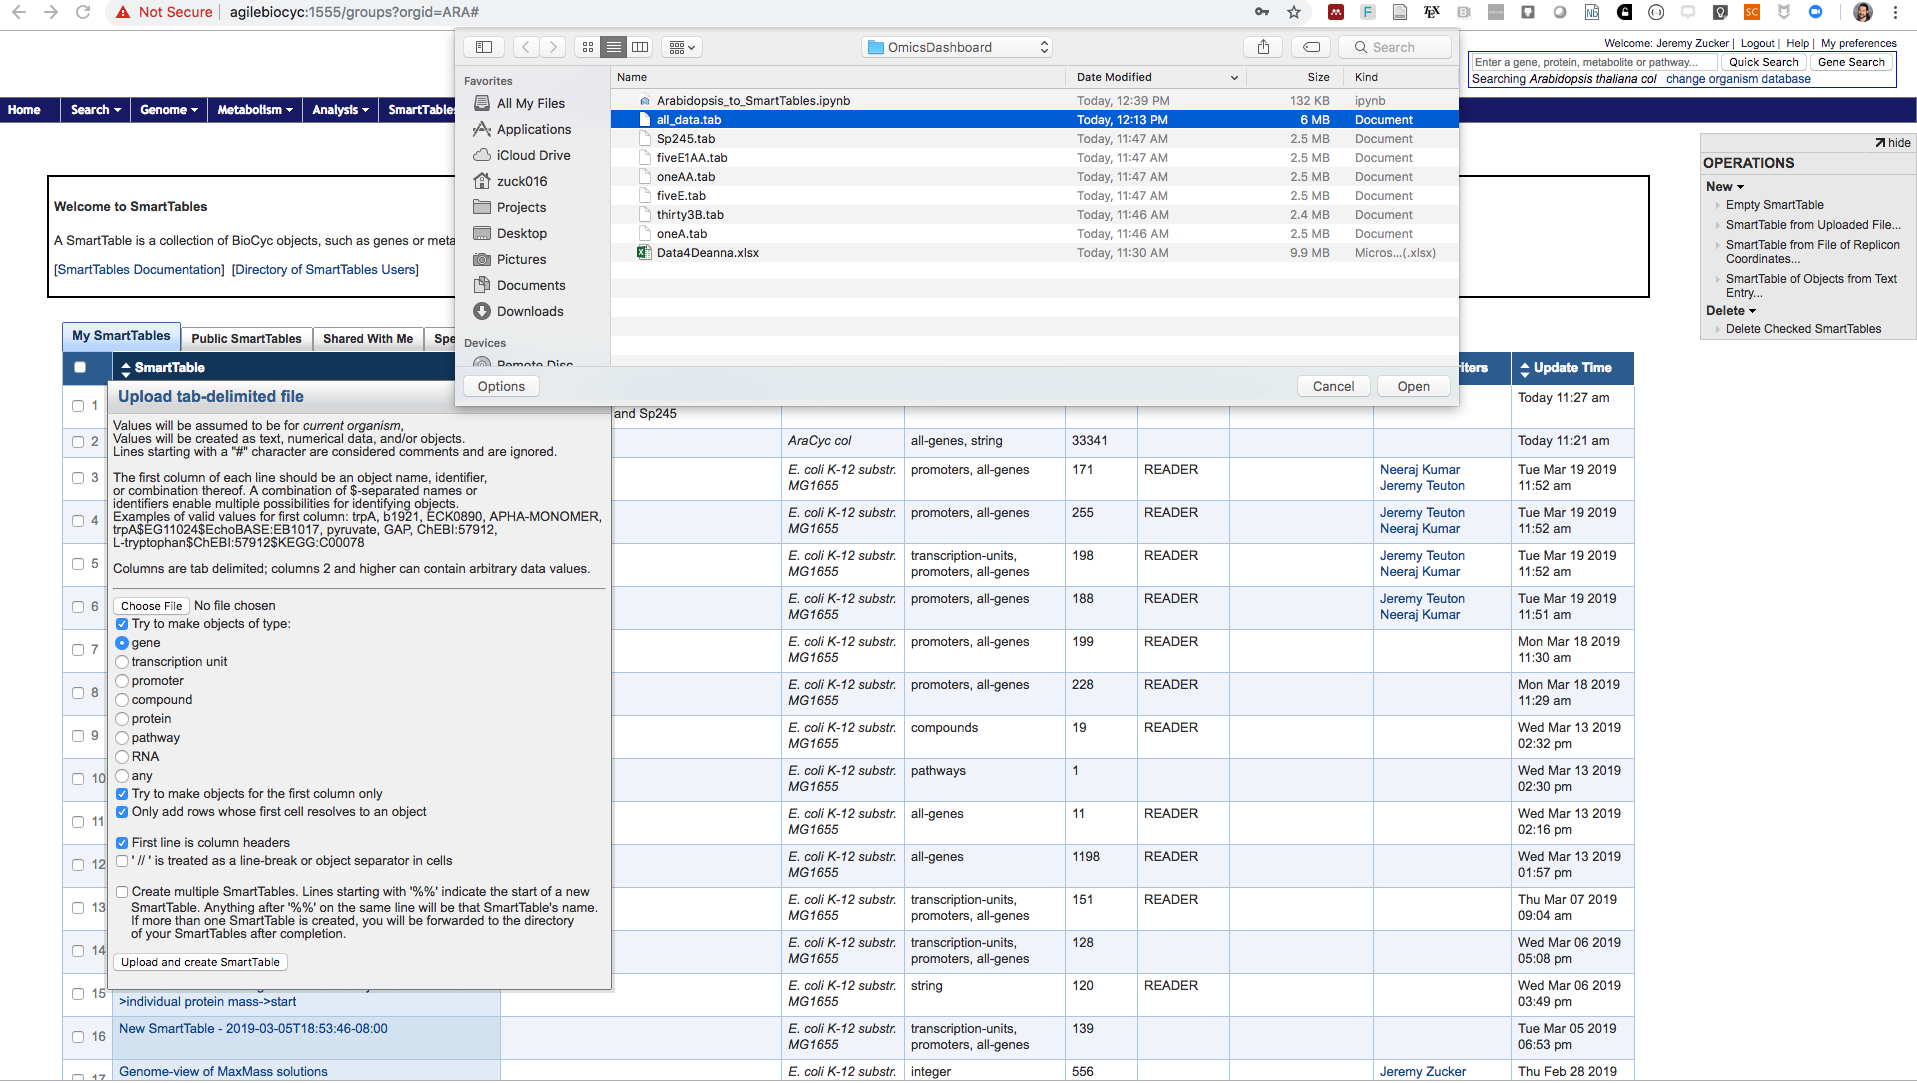 Not Secure | agilebiocyc:1555/groups?orgid=ARA#
OmicsDashboard
Search
Welcome: Jeremy Zucker | Logout | Help | My preferences
Enter a gene, protein, metabolite or pathway...
Quick Search
Gene Search
Searching Arabidopsis thaliana col change organism database
Home
Search
Genome
Metabolism
Analysis
SmartTables
Favorites
All My Files
Applications
iCloud Drive
zuck016
Projects
Desktop
Pictures
Documents
Downloads
Devices
Remote Disc
Name Date Modified Size Kind
Arabidopsis_to_SmartTables.ipynb Today, 12:39 PM 132 KB ipynb
all_data.tab Today, 12:13 PM 6 MB Document
Sp245.tab Today, 11:47 AM 2.5 MB Document
fiveE1AA.tab Today, 11:47 AM 2.5 MB Document
oneAA.tab Today, 11:47 AM 2.5 MB Document
fiveE.tab Today, 11:47 AM 2.5 MB Document
thirty3B.tab Today, 11:46 AM 2.4 MB Document
oneA.tab Today, 11:46 AM 2.5 MB Document
Data4Deanna.xlsx Today, 11:30 AM 9.9 MB Micros...(.xlsx)
Options
Cancel
Open
hide
OPERATIONS
New
Empty SmartTable
SmartTable from Uploaded File...
SmartTable from File of Replicon
Coordinates...
SmartTable of Objects from Text
Entry...
Delete
Delete Checked SmartTables
Welcome to SmartTables
A SmartTable is a collection of BioCyc objects, such as genes or meta
[SmartTables Documentation] [Directory of SmartTables Users]
My SmartTables
Public SmartTables
Shared With Me
Spe
SmartTable
iters
Update Time
Upload tab-delimited file
Values will be assumed to be for current organism,
Values will be created as text, numerical data, and/or objects.
Lines starting with a "#" character are considered comments and are ignored.
The first column of each line should be an object name, identifier,
or combination thereof. A combination of $-separated names or
identifiers enable multiple possibilities for identifying objects.
Examples of valid values for first column: trpA, b1921, ECK0890, APHA-MONOMER,
trpA$EG11024$EchoBASE:EB1017, pyruvate, GAP, ChEBI:57912,
L-tryptophan$ChEBI:57912$KEGG:C00078
Columns are tab delimited; columns 2 and higher can contain arbitrary data values.
Choose File No file chosen
Try to make objects of type:
gene
transcription unit
promoter
compound
protein
pathway
RNA
any
Try to make objects for the first column only
Only add rows whose first cell resolves to an object
First line is column headers
' // ' is treated as a line-break or object separator in cells
Create multiple SmartTables. Lines starting with '%%' indicate the start of a new
SmartTable. Anything after '%%' on the same line will be that SmartTable's name.
If more than one SmartTable is created, you will be forwarded to the directory
of your SmartTables after completion.
Upload and create SmartTable
1 Today 11:27 am
and Sp245
2 AraCyc col all-genes, string 33341 Today 11:21 am
3 E. coli K-12 substr. promoters, all-genes 171 READER Neeraj Kumar Tue Mar 19 2019
MG1655 Jeremy Teuton 11:52 am
4 E. coli K-12 substr. promoters, all-genes 255 READER Jeremy Teuton Tue Mar 19 2019
MG1655 Neeraj Kumar 11:52 am
5 E. coli K-12 substr. transcription-units, 198 READER Jeremy Teuton Tue Mar 19 2019
MG1655 promoters, all-genes Neeraj Kumar 11:52 am
6 E. coli K-12 substr. promoters, all-genes 188 READER Jeremy Teuton Tue Mar 19 2019
MG1655 Neeraj Kumar 11:51 am
7 E. coli K-12 substr. promoters, all-genes 199 READER Mon Mar 18 2019
MG1655 11:30 am
8 E. coli K-12 substr. promoters, all-genes 228 READER Mon Mar 18 2019
MG1655 11:29 am
9 E. coli K-12 substr. compounds 19 READER Wed Mar 13 2019
MG1655 02:32 pm
10 E. coli K-12 substr. pathways 1 Wed Mar 13 2019
MG1655 02:30 pm
11 E. coli K-12 substr. all-genes 11 READER Wed Mar 13 2019
MG1655 02:16 pm
12 E. coli K-12 substr. all-genes 1198 READER Wed Mar 13 2019
MG1655 01:57 pm
13 E. coli K-12 substr. transcription-units, 151 READER Thu Mar 07 2019
MG1655 promoters, all-genes 09:04 am
14 E. coli K-12 substr. transcription-units, 128 Wed Mar 06 2019
MG1655 promoters, all-genes 05:08 pm
15 E. coli K-12 substr. string 120 READER Wed Mar 06 2019
>individual protein mass->start MG1655 03:49 pm
16 New SmartTable - 2019-03-05T18:53:46-08:00 E. coli K-12 substr. transcription-units, 139 Tue Mar 05 2019
MG1655 promoters, all-genes 06:53 pm
17 Genome-view of MaxMass solutions E. coli K-12 substr. integer 556 Jeremy Zucker Thu Feb 28 2019